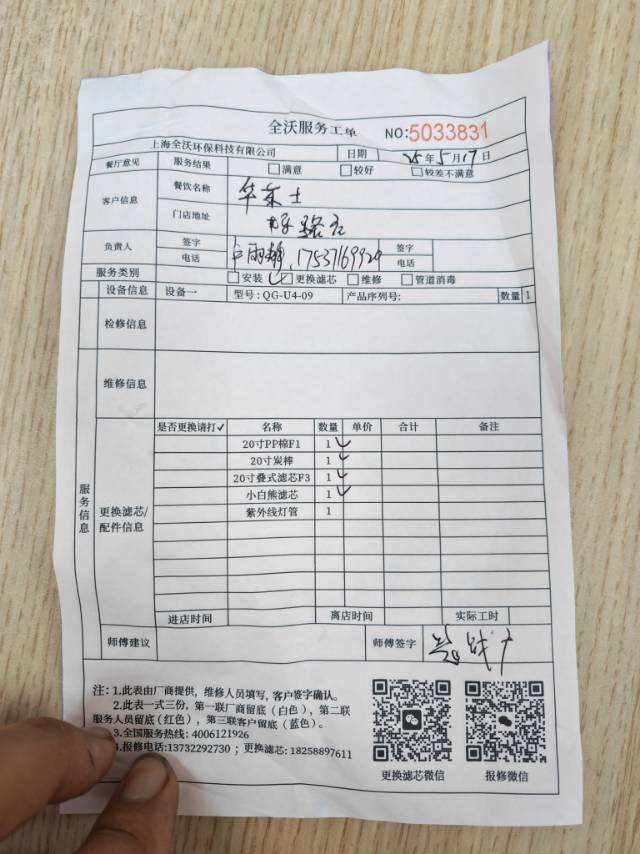 全沃服务工单 NO:5033831
上海全沃环保科技有限公司 日期 25年5月17日
餐厅意见 服务结果 满意 较好 较差不满意
客户信息 餐饮名称 华莱士
门店地址
负责人 签字 签字
电话 17537169929 电话
服务类别 安装 更换滤芯 维修 管道消毒
设备信息 设备一 型号:QG-U4-09 产品序列号: 数量 1
检修信息
维修信息
服务信息
更换滤芯/配件信息
是否更换请打✓ 名称 数量 单价 合计 备注
20寸PP棉F1 1 ✓
20寸炭棒 1 ✓
20寸叠式滤芯F3 1 ✓
小白熊滤芯 1 ✓
紫外线灯管 1
进店时间 离店时间 实际工时
师傅建议 师傅签字
注:1.此表由厂商提供，维修人员填写，客户签字确认。
2.此表一式三份，第一联厂商留底(白色)，第二联
服务人员留底(红色)，第三联客户留底(蓝色)。
3.全国服务热线: 4006121926
4.报修电话:13732292730 ; 更换滤芯: 18258897611
更换滤芯微信 报修微信